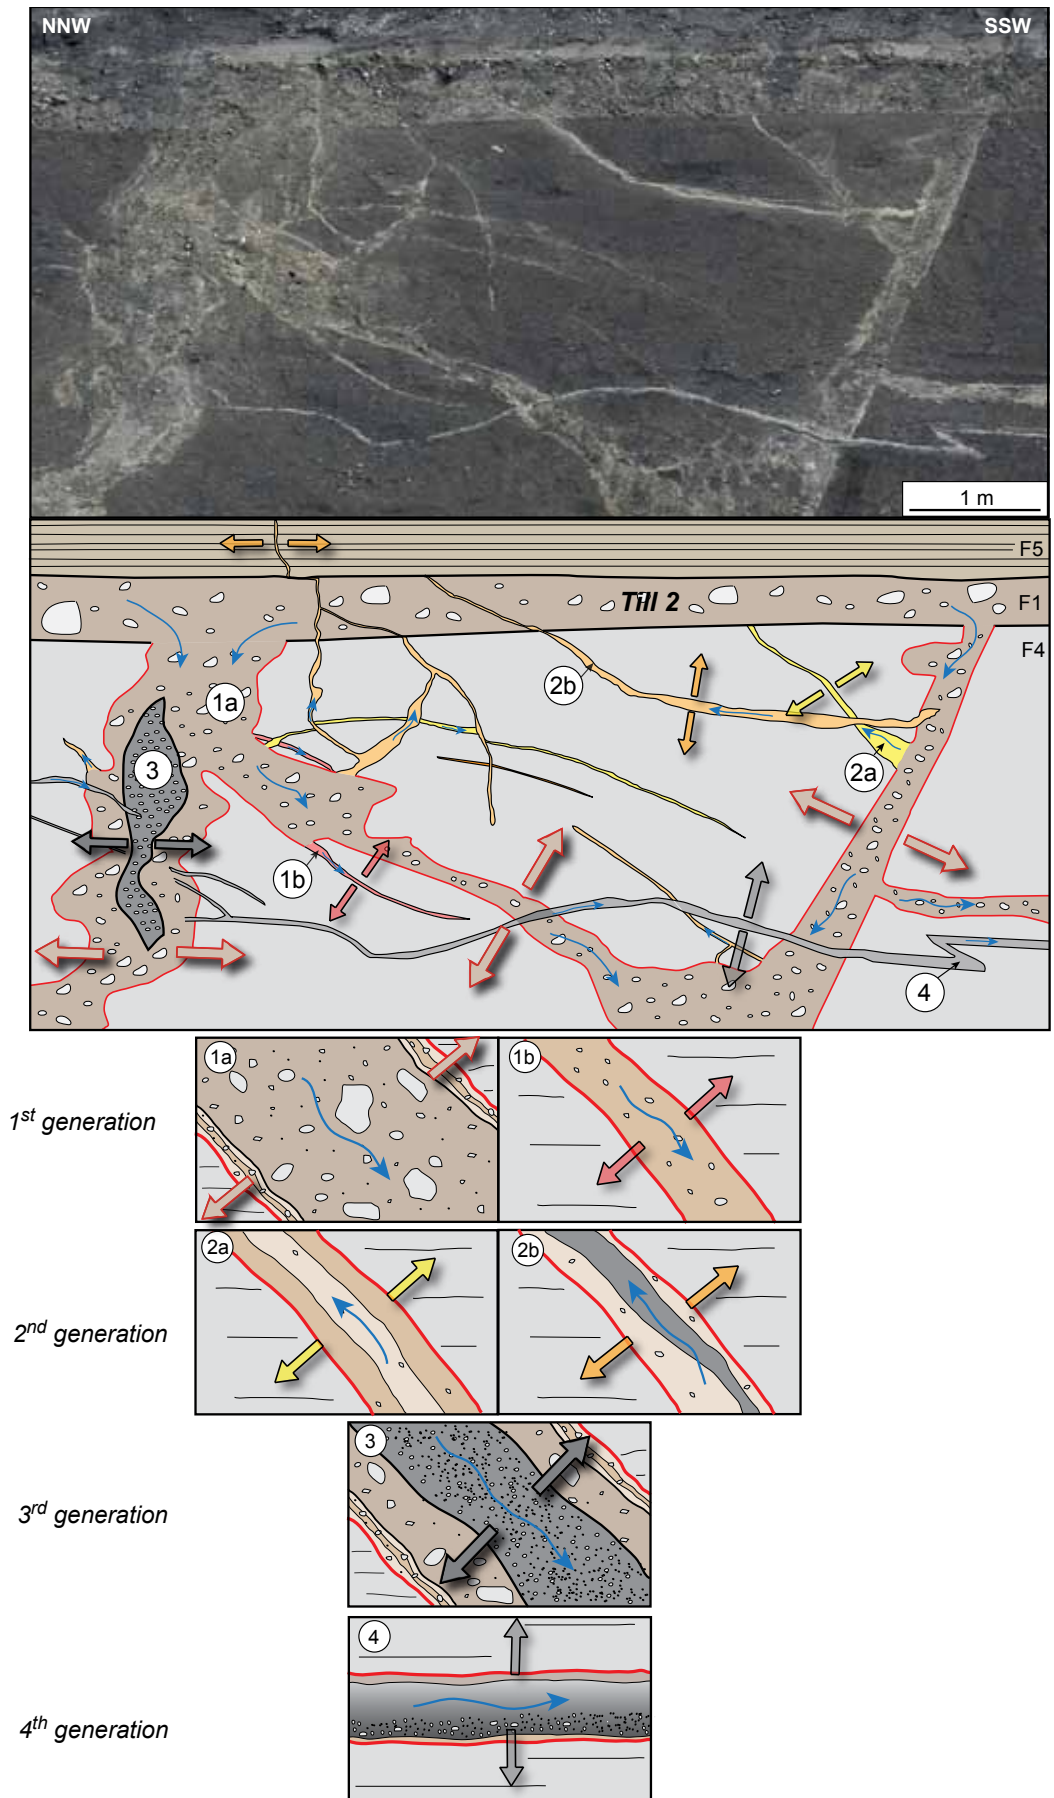 NNW
SSW
1 m
F5
Till 2
F1
F4
1a
2b
3
2a
1b
4
1a
1b
1st generation
2a
2b
2nd generation
3
3rd generation
4
4th generation